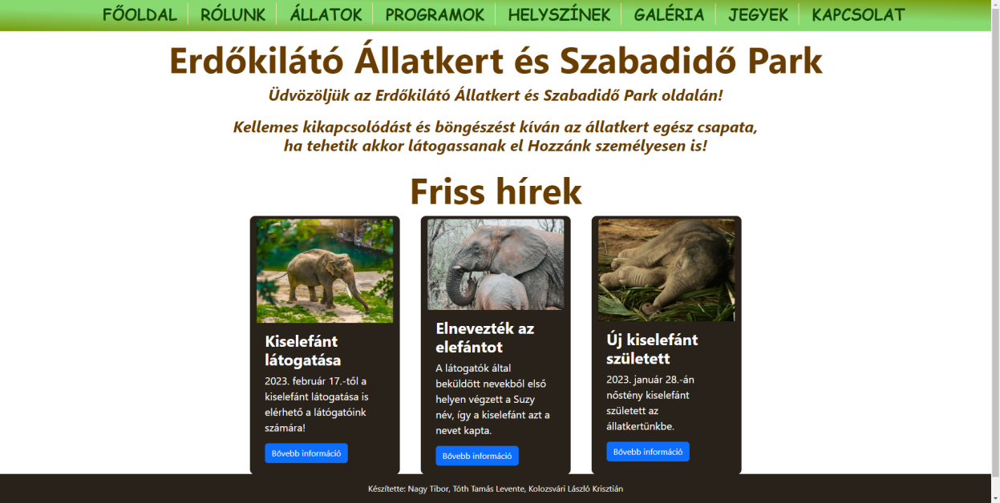 FŐOLDAL RÓLUNK ÁLLATOK PROGRAMOK HELYSZÍNEK GALÉRIA JEGYEK KAPCSOLAT
Erdőkilátó Állatkert és Szabadidő Park
Üdvözöljük az Erdőkilátó Állatkert és Szabadidő Park oldalán!
Kellemes kikapcsolódást és böngészést kíván az állatkert egész csapata,
ha tehetik akkor látogassanak el Hozzánk személyesen is!
Friss hírek
Kiselefánt
látogatása
2023. február 17.-től a
kiselefánt látogatása is
elérhető a látógatóink
számára!
Bővebb információ
Elnevezték az
elefántot
A látogatók által
beküldött nevekből első
helyen végzett a Suzy
név, így a kiselefánt azt a
nevet kapta.
Bővebb információ
Új kiselefánt
született
2023. január 28.-án
nőstény kiselefánt
született az
állatkertünkbe.
Bővebb információ
Készítette: Nagy Tibor, Tóth Tamás Levente, Kolozsvári László Krisztián